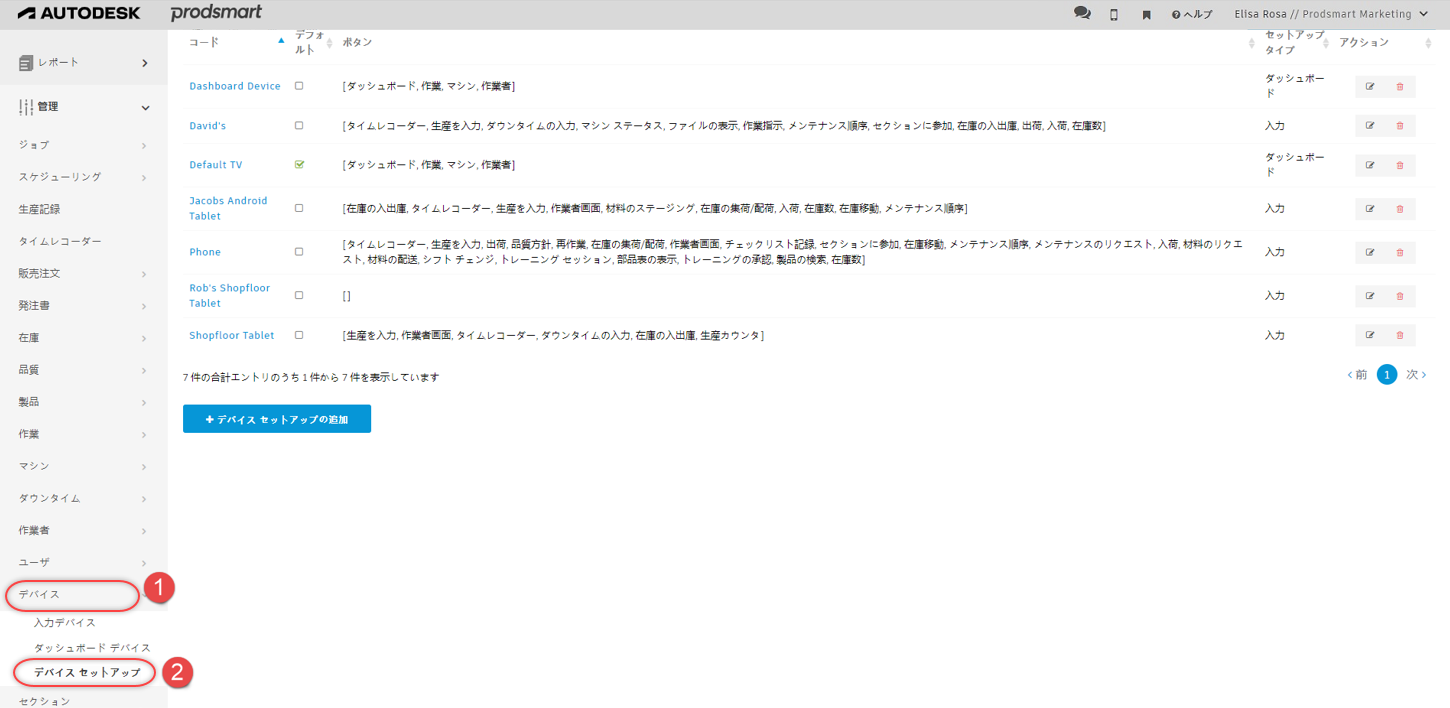 AUTODESK prodsmart ヘルプ Elisa Rosa // Prodsmart Marketing
レポート
管理
ジョブ
スケジューリング
生産記録
タイムレコーダー
販売注文
発注書
在庫
品質
製品
作業
マシン
ダウンタイム
作業者
ユーザ
デバイス
1
入力デバイス
ダッシュボード デバイス
デバイス セットアップ
2
セクション
コード デフォ
ルト ボタン セットアップ
タイプ アクション
Dashboard Device [ダッシュボード, 作業, マシン, 作業者] ダッシュボー
ド
David's [タイムレコーダー, 生産を入力, ダウンタイムの入力, マシン ステータス, ファイルの表示, 作業指示, メンテナンス順序, セクションに参加, 在庫の入出庫, 出荷, 入荷, 在庫数] 入力
Default TV [ダッシュボード, 作業, マシン, 作業者] ダッシュボー
ド
Jacobs Android
Tablet [在庫の入出庫, タイムレコーダー, 生産を入力, 作業者画面, 材料のステージング, 在庫の集荷/配荷, 入荷, 在庫数, 在庫移動, メンテナンス順序] 入力
Phone [タイムレコーダー, 生産を入力, 出荷, 品質方針, 再作業, 在庫の集荷/配荷, 作業者画面, チェックリスト記録, セクションに参加, 在庫移動, メンテナンス順序, メンテナンスのリクエスト, 入荷, 材料のリクエ
スト, 材料の配送, シフト チェンジ, トレーニング セッション, 部品表の表示, トレーニングの承認, 製品の検索, 在庫数] 入力
Rob's Shopfloor
Tablet [] 入力
Shopfloor Tablet [生産を入力, 作業者画面, タイムレコーダー, ダウンタイムの入力, 在庫の入出庫, 生産カウンタ] 入力
7 件の合計エントリのうち 1 件から 7 件を表示しています
前 1 次
+ デバイス セットアップの追加